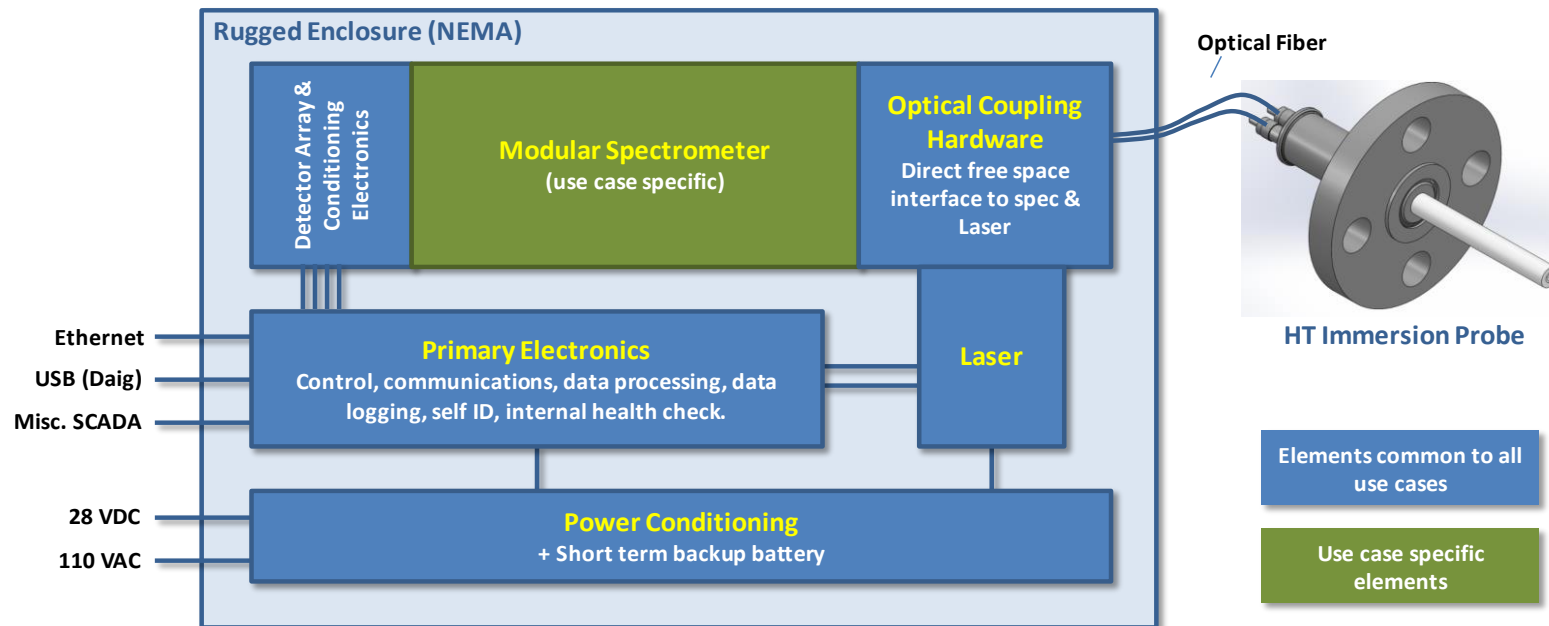 Rugged Enclosure (NEMA)
Detector Array &
Conditioning
Electronics
Modular Spectrometer
(use case specific)
Optical Coupling
Hardware
Direct free space
interface to spec &
Laser
Optical Fiber
HT Immersion Probe
Ethernet
USB (Daig)
Misc. SCADA
Primary Electronics
Control, communications, data processing, data
logging, self ID, internal health check.
Laser
28 VDC
110 VAC
Power Conditioning
+ Short term backup battery
Elements common to all
use cases
Use case specific
elements